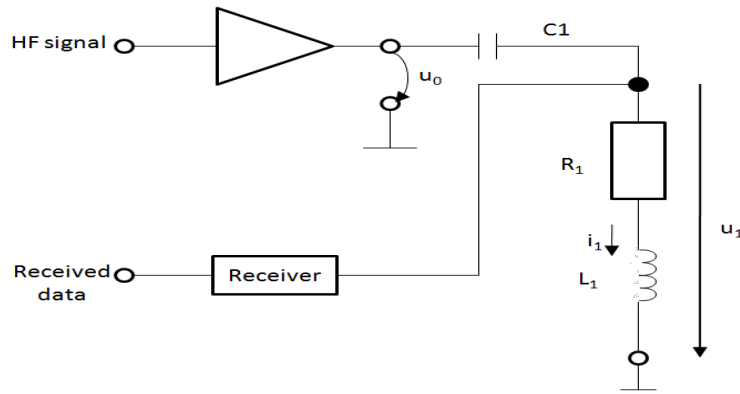 C1
HF signal
u₀
R₁
u₁
i₁
Received
data
Receiver
L₁